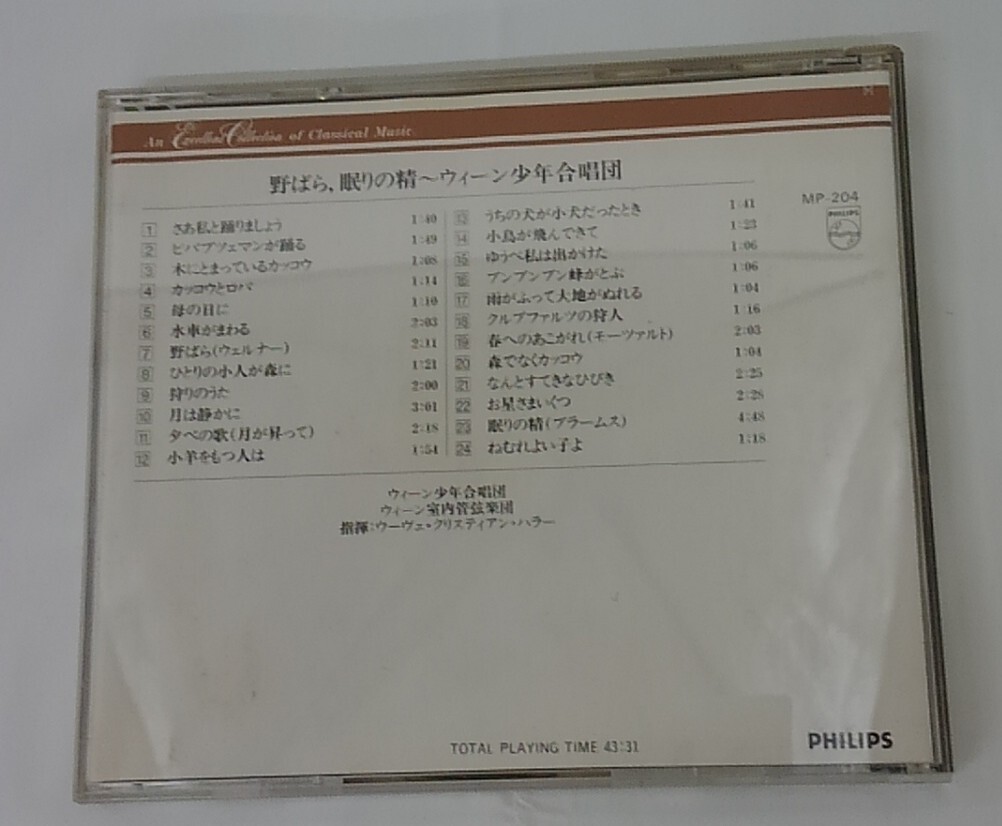 An Excellent Collection of Classical Music
野ばら、眠りの精～ウィーン少年合唱団
MP-204
PHILIPS
1 さあ私と踊りましょう 1:40
2 ビバブツェマンが踊る 1:49
3 木にとまっているカッコウ 1:08
4 カッコウとロバ 1:14
5 母の日に 1:10
6 水車がまわる 2:03
7 野ばら(ウェルナー) 2:11
8 ひとりの小人が森に 1:21
9 狩りのうた 2:00
10 月は静かに 3:01
11 夕べの歌(月が昇って) 2:48
12 小羊をもつ人は 1:54
13 うちの犬が小犬だったとき 1:41
14 小鳥が飛んできて 1:23
15 ゆうべ私は出かけた 1:06
16 ブンブンブン蜂がとぶ 1:06
17 雨がふって大地がぬれる 1:04
18 クルプファルツの狩人 1:16
19 春へのあこがれ(モーツァルト) 2:03
20 森でなくカッコウ 1:04
21 なんとすてきなひびき 2:25
22 お星さまいくつ 2:28
23 眠りの精(ブラームス) 4:48
24 ねむれよい子よ 1:18
ウィーン少年合唱団
ウィーン室内管弦楽団
指揮:ウーヴェ・クリスティアン・ハラー
TOTAL PLAYING TIME 43:31
PHILIPS